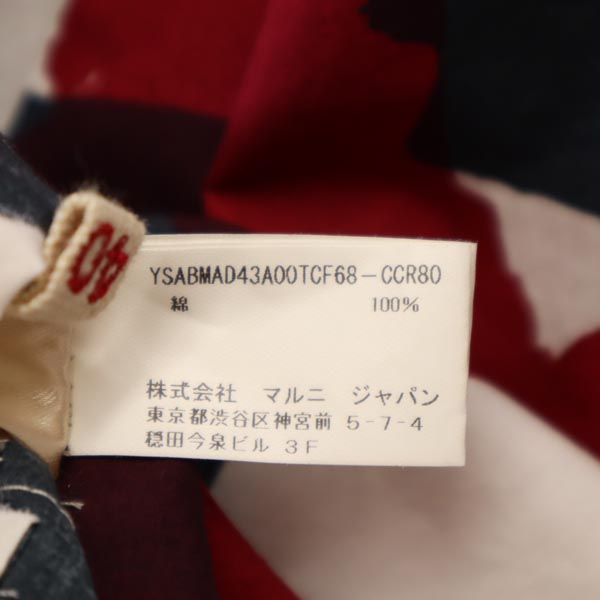 40
YSABMAD43A00TCF68-CCR80
綿 100%
株式会社 マルニ ジャパン
東京都渋谷区神宮前 5-7-4
穏田今泉ビル 3F